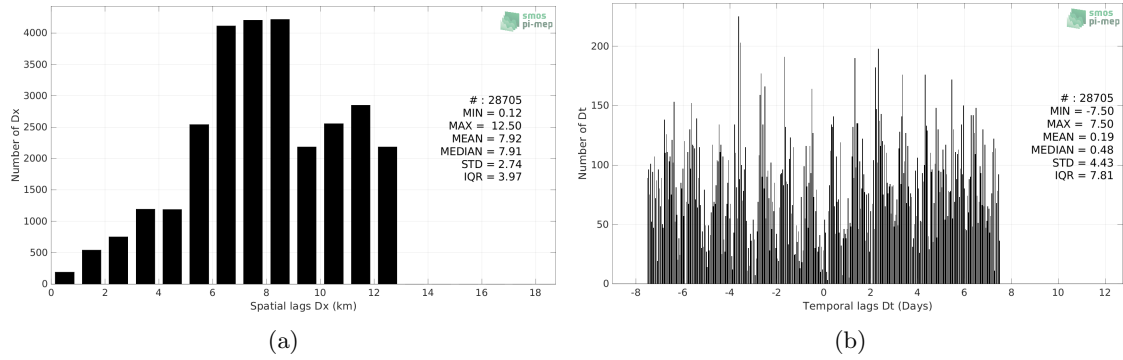 smos
pi-mep
4000
3500
3000
2500
2000
1500
1000
500
0
Number of Dx
# : 28705
MIN = 0.12
MAX = 12.50
MEAN = 7.92
MEDIAN = 7.91
STD = 2.74
IQR = 3.97
0 2 4 6 8 10 12 14 16 18
Spatial lags Dx (km)
(a)
smos
pi-mep
200
150
100
50
0
Number of Dt
# : 28705
MIN = -7.50
MAX = 7.50
MEAN = 0.19
MEDIAN = 0.48
STD = 4.43
IQR = 7.81
-8 -6 -4 -2 0 2 4 6 8 10 12
Temporal lags Dt (Days)
(b)